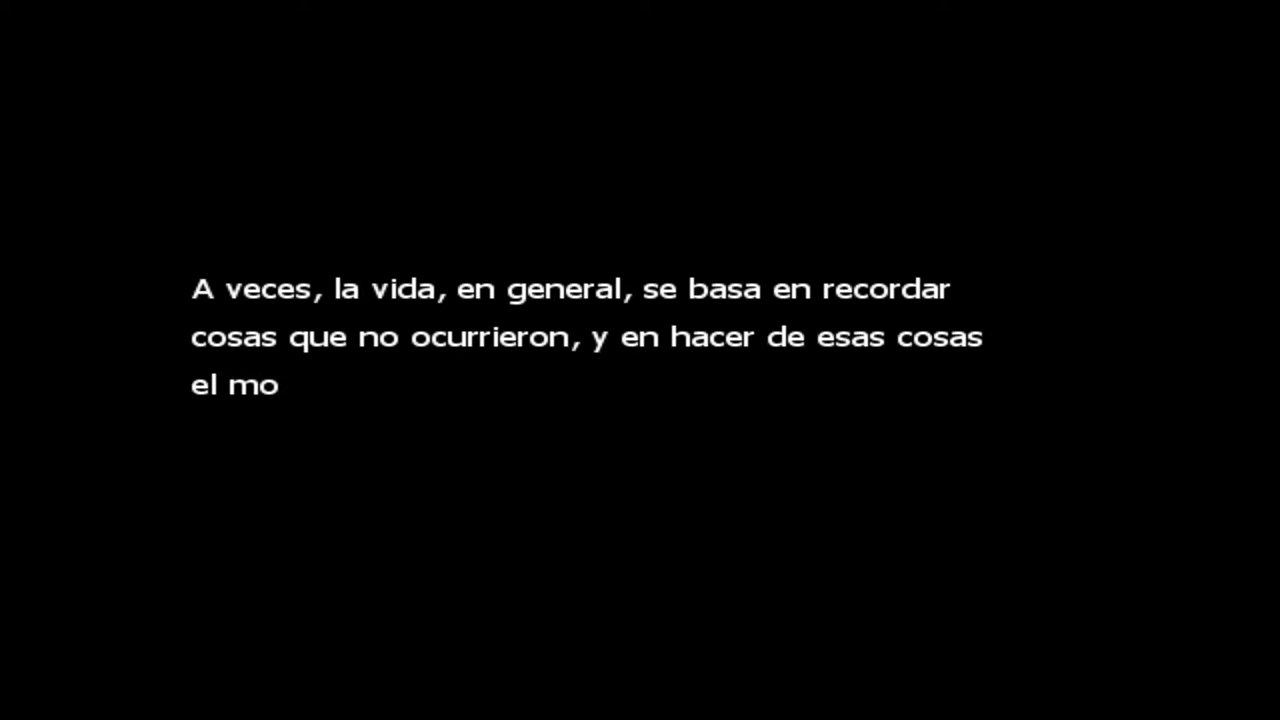 A veces, la vida, en general, se basa en recordar
cosas que no ocurrieron, y en hacer de esas cosas
el mo